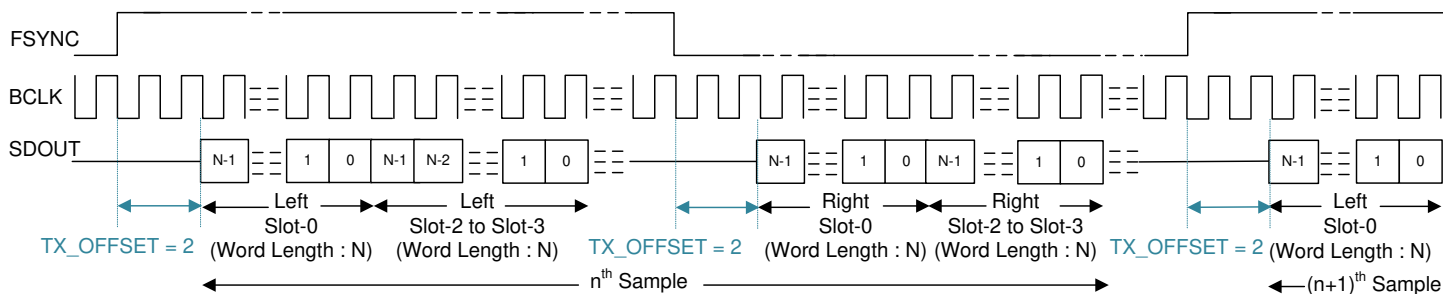 FSYNC
BCLK
SDOUT
N-1 1 0 N-1 N-2 1 0 N-1 1 0 N-1 1 0 N-1 1 0
Left Left Right Right Left
Slot-0 Slot-2 to Slot-3 Slot-0 Slot-2 to Slot-3 Slot-0
TX_OFFSET = 2 (Word Length : N) (Word Length : N) TX_OFFSET = 2 (Word Length : N) (Word Length : N) TX_OFFSET = 2 (Word Length : N)
nth Sample (n+1)th Sample